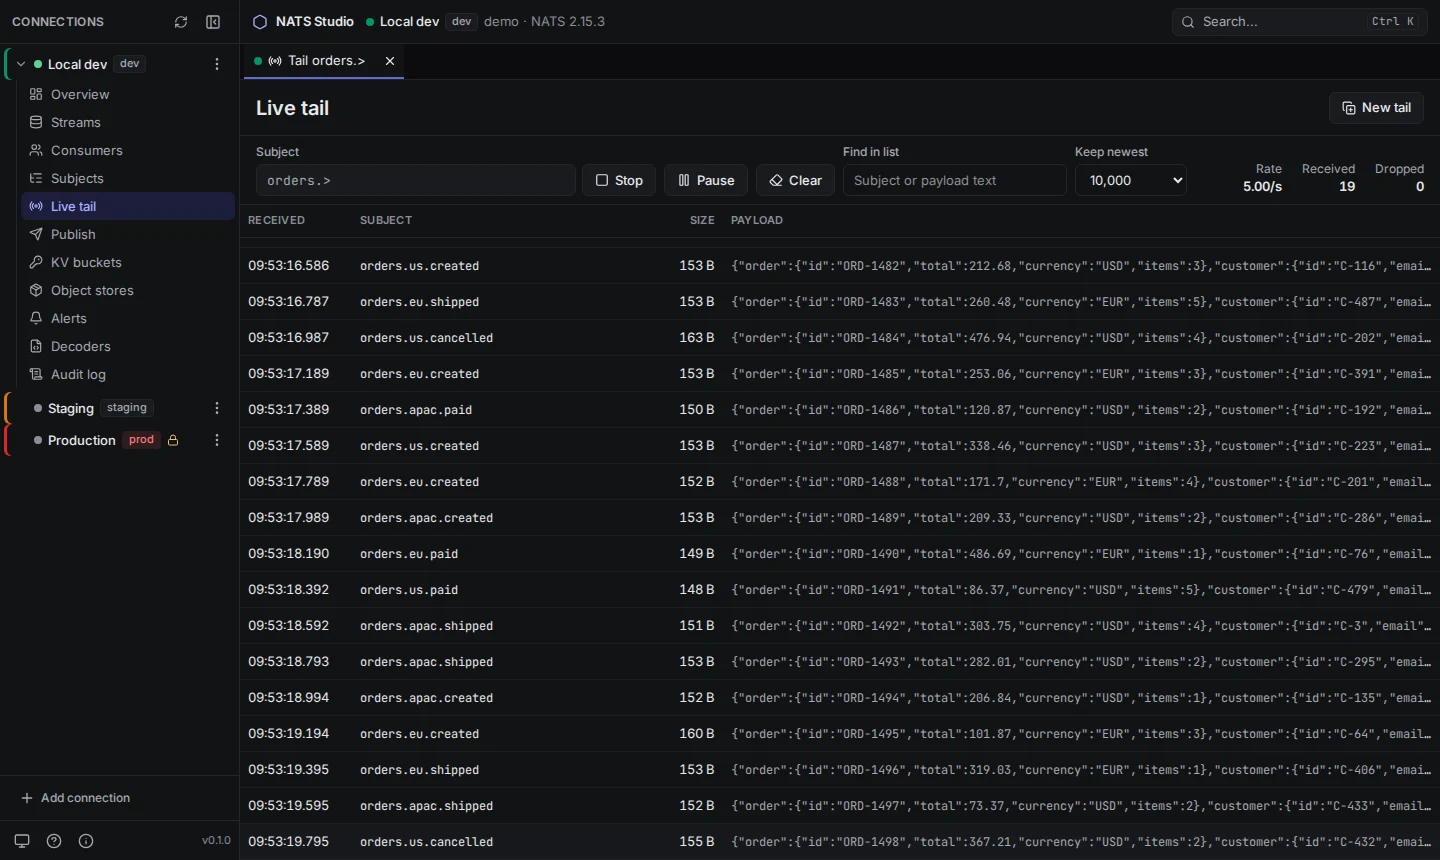 CONNECTIONS
NATS Studio Local dev dev demo · NATS 2.15.3
Search... Ctrl K
Local dev dev
Overview
Streams
Consumers
Subjects
Live tail
Publish
KV buckets
Object stores
Alerts
Decoders
Audit log
Staging staging
Production prod
Add connection
v0.1.0
Tail orders.>
Live tail
New tail
Subject
orders.>
Stop
Pause
Clear
Find in list
Subject or payload text
Keep newest
10,000
Rate Received Dropped
5.00/s 19 0
RECEIVED SUBJECT SIZE PAYLOAD
09:53:16.586 orders.us.created 153 B {"order":{"id":"ORD-1482","total":212.68,"currency":"USD","items":3},"customer":{"id":"C-116","emai…
09:53:16.787 orders.eu.shipped 153 B {"order":{"id":"ORD-1483","total":260.48,"currency":"EUR","items":5},"customer":{"id":"C-487","emai…
09:53:16.987 orders.us.cancelled 163 B {"order":{"id":"ORD-1484","total":476.94,"currency":"USD","items":4},"customer":{"id":"C-202","emai…
09:53:17.189 orders.eu.created 153 B {"order":{"id":"ORD-1485","total":253.06,"currency":"EUR","items":3},"customer":{"id":"C-391","emai…
09:53:17.389 orders.apac.paid 150 B {"order":{"id":"ORD-1486","total":120.87,"currency":"USD","items":2},"customer":{"id":"C-192","emai…
09:53:17.589 orders.us.created 153 B {"order":{"id":"ORD-1487","total":338.46,"currency":"USD","items":3},"customer":{"id":"C-223","emai…
09:53:17.789 orders.eu.created 152 B {"order":{"id":"ORD-1488","total":171.7,"currency":"EUR","items":4},"customer":{"id":"C-201","email…
09:53:17.989 orders.apac.created 153 B {"order":{"id":"ORD-1489","total":209.33,"currency":"USD","items":2},"customer":{"id":"C-286","emai…
09:53:18.190 orders.eu.paid 149 B {"order":{"id":"ORD-1490","total":486.69,"currency":"EUR","items":1},"customer":{"id":"C-76","email…
09:53:18.392 orders.us.paid 148 B {"order":{"id":"ORD-1491","total":86.37,"currency":"USD","items":5},"customer":{"id":"C-479","email…
09:53:18.592 orders.apac.shipped 151 B {"order":{"id":"ORD-1492","total":303.75,"currency":"USD","items":4},"customer":{"id":"C-3","email"…
09:53:18.793 orders.apac.shipped 153 B {"order":{"id":"ORD-1493","total":282.01,"currency":"USD","items":2},"customer":{"id":"C-295","emai…
09:53:18.994 orders.apac.created 152 B {"order":{"id":"ORD-1494","total":206.84,"currency":"USD","items":1},"customer":{"id":"C-135","emai…
09:53:19.194 orders.eu.created 160 B {"order":{"id":"ORD-1495","total":101.87,"currency":"EUR","items":3},"customer":{"id":"C-64","email…
09:53:19.395 orders.eu.shipped 153 B {"order":{"id":"ORD-1496","total":319.03,"currency":"EUR","items":1},"customer":{"id":"C-406","emai…
09:53:19.595 orders.apac.shipped 152 B {"order":{"id":"ORD-1497","total":73.37,"currency":"USD","items":2},"customer":{"id":"C-433","email…
09:53:19.795 orders.us.cancelled 155 B {"order":{"id":"ORD-1498","total":367.21,"currency":"USD","items":2},"customer":{"id":"C-432","emai…